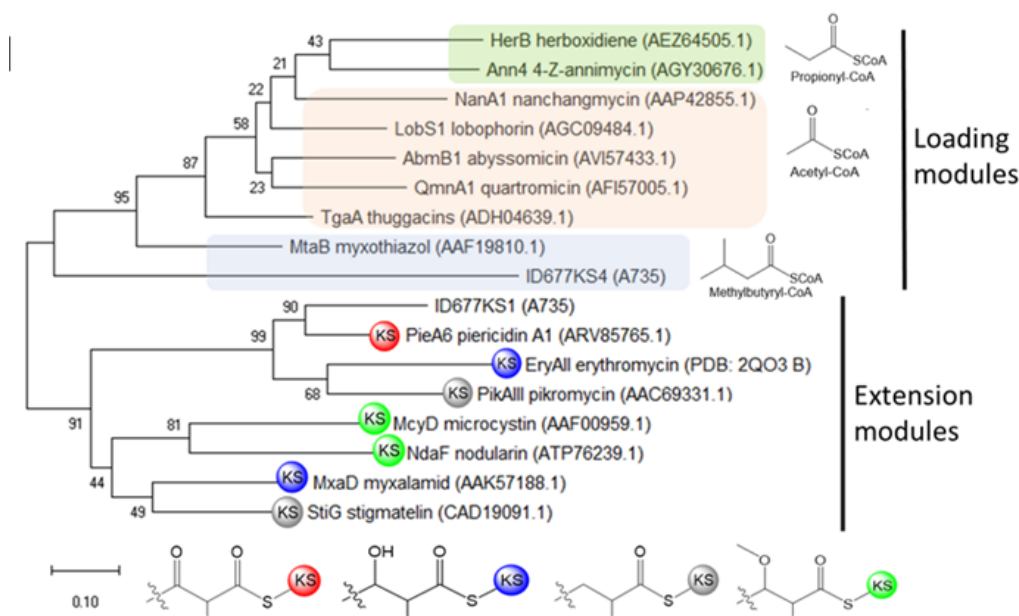 43
HerB herboxidiene (AEZ64505.1)
O
SCoA
Propionyl-CoA
21
Ann4 4-Z-annimycin (AGY30676.1)
22
NanA1 nanchangmycin (AAP42855.1)
58
LobS1 lobophorin (AGC09484.1)
O
SCoA
Acetyl-CoA
Loading
modules
87
AbmB1 abyssomicin (AVI57433.1)
23
QmnA1 quartromicin (AFI57005.1)
95
TgaA thuggacins (ADH04639.1)
MtaB myxothiazol (AAF19810.1)
O
SCoA
Methylbutyryl-CoA
ID677KS4 (A735)
90
ID677KS1 (A735)
99
KS PieA6 piericidin A1 (ARV85765.1)
KS EryAII erythromycin (PDB: 2QO3 B)
68
KS PikAIII pikromycin (AAC69331.1)
Extension
modules
91
81
KS McyD microcystin (AAF00959.1)
KS NdaF nodularin (ATP76239.1)
44
KS MxaD myxalamid (AAK57188.1)
49
KS StiG stigmatelin (CAD19091.1)
0.10
O O S KS
OH O S KS
O S KS
O O S KS